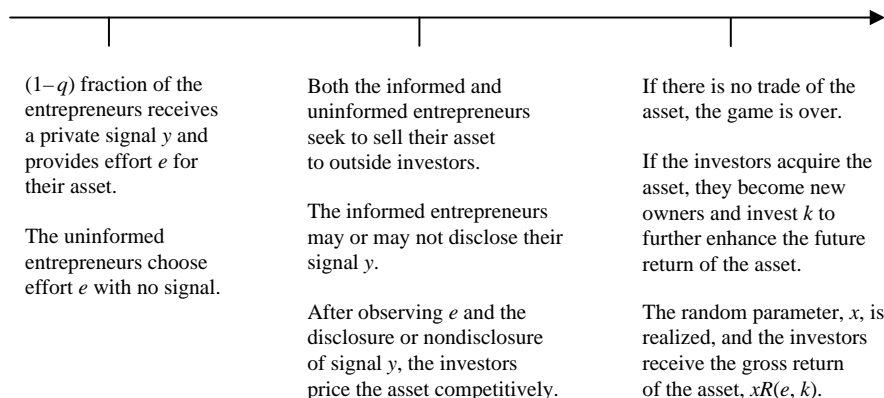 (1–q) fraction of the
entrepreneurs receives
a private signal y and
provides effort e for
their asset.
The uninformed
entrepreneurs choose
effort e with no signal.
Both the informed and
uninformed entrepreneurs
seek to sell their asset
to outside investors.
The informed entrepreneurs
may or may not disclose their
signal y.
After observing e and the
disclosure or nondisclosure
of signal y, the investors
price the asset competitively.
If there is no trade of the
asset, the game is over.
If the investors acquire the
asset, they become new
owners and invest k to
further enhance the future
return of the asset.
The random parameter, x, is
realized, and the investors
receive the gross return
of the asset, xR(e, k).